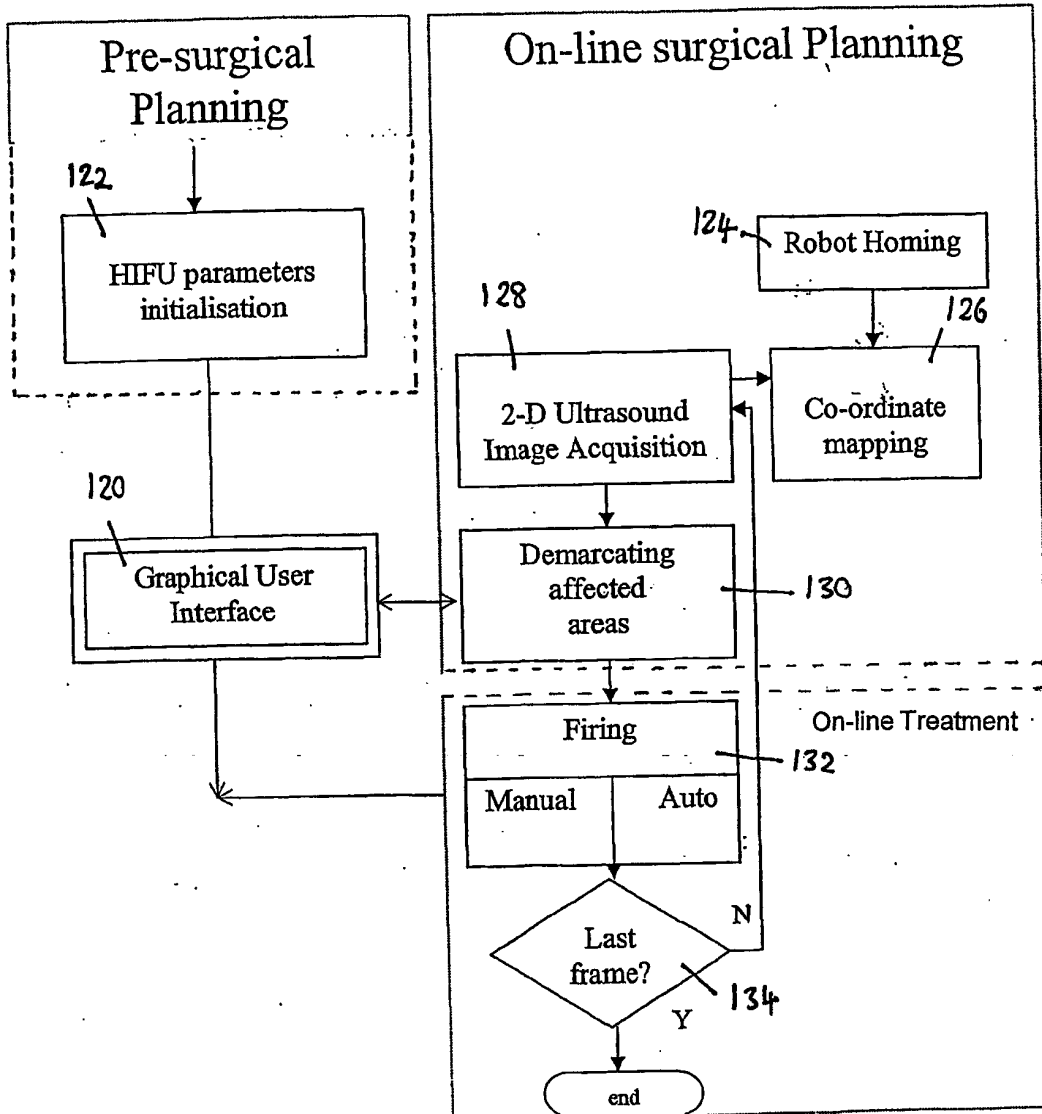 Pre-surgical
Planning
122
HIFU parameters
initialisation
120
Graphical User
Interface
On-line surgical Planning
124
Robot Homing
128
126
2-D Ultrasound
Image Acquisition
Co-ordinate
mapping
Demarcating
affected
areas
130
On-line Treatment
Firing
132
Manual
Auto
N
Last
frame?
134
Y
end